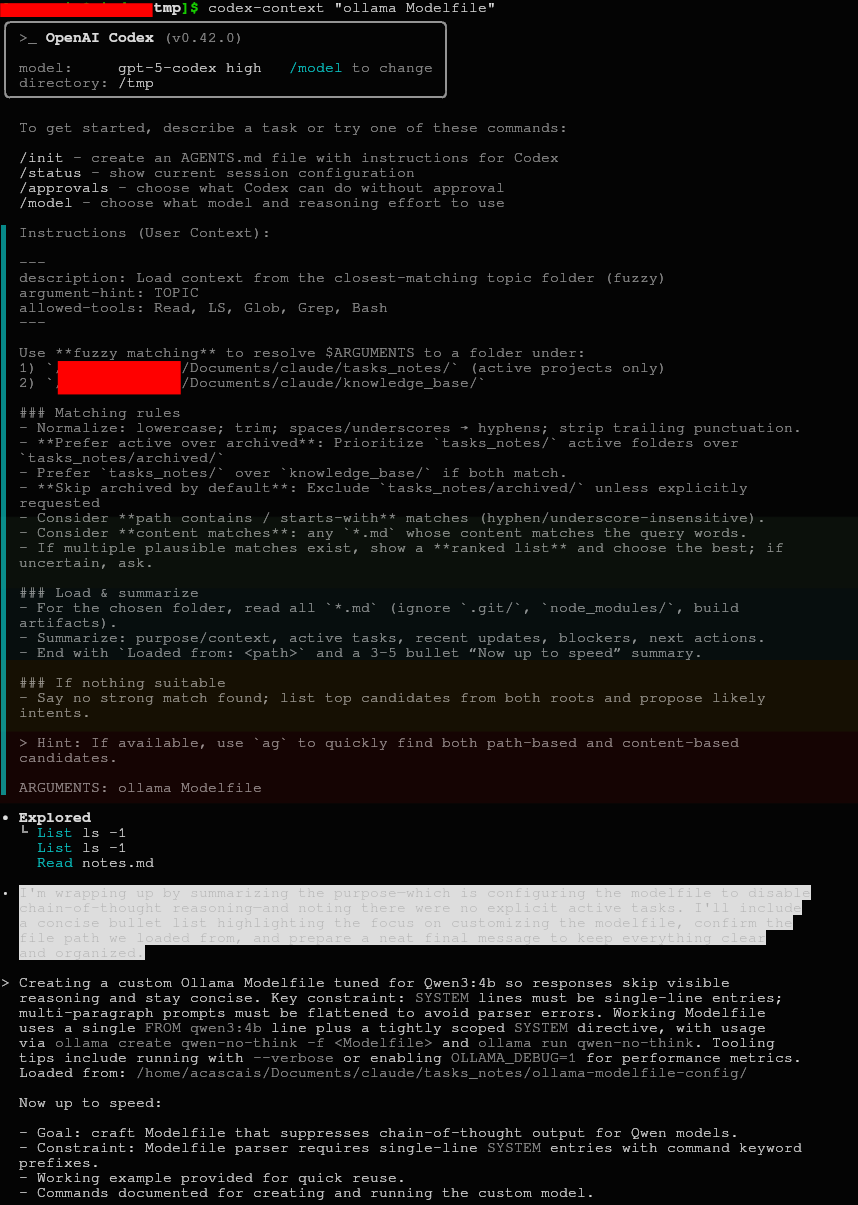 tmp]$ codex-context "ollama Modelfile"
>_ OpenAI Codex (v0.42.0)
model: gpt-5-codex high /model to change
directory: /tmp
To get started, describe a task or try one of these commands:
/init - create an AGENTS.md file with instructions for Codex
/status - show current session configuration
/approvals - choose what Codex can do without approval
/model - choose what model and reasoning effort to use
Instructions (User Context):
---
description: Load context from the closest-matching topic folder (fuzzy)
argument-hint: TOPIC
allowed-tools: Read, LS, Glob, Grep, Bash
---
Use **fuzzy matching** to resolve $ARGUMENTS to a folder under:
1) `/Documents/claude/tasks_notes/` (active projects only)
2) `/Documents/claude/knowledge_base/`
### Matching rules
- Normalize: lowercase; trim; spaces/underscores → hyphens; strip trailing punctuation.
- **Prefer active over archived**: Prioritize `tasks_notes/` active folders over
`tasks_notes/archived/`
- Prefer `tasks_notes/` over `knowledge_base/` if both match.
- **Skip archived by default**: Exclude `tasks_notes/archived/` unless explicitly
requested
- Consider **path contains / starts-with** matches (hyphen/underscore-insensitive).
- Consider **content matches**: any `*.md` whose content matches the query words.
- If multiple plausible matches exist, show a **ranked list** and choose the best; if
uncertain, ask.
### Load & summarize
- For the chosen folder, read all `*.md` (ignore `.git/`, `node_modules/`, build
artifacts).
- Summarize: purpose/context, active tasks, recent updates, blockers, next actions.
- End with `Loaded from: <path>` and a 3-5 bullet “Now up to speed” summary.
### If nothing suitable
- Say no strong match found; list top candidates from both roots and propose likely
intents.
> Hint: If available, use `ag` to quickly find both path-based and content-based
candidates.
ARGUMENTS: ollama Modelfile
• Explored
└ List ls -1
List ls -1
Read notes.md
• I'm wrapping up by summarizing the purpose—which is configuring the modelfile to disable
chain-of-thought reasoning—and noting there were no explicit active tasks. I'll include
a concise bullet list highlighting the focus on customizing the modelfile, confirm the
file path we loaded from, and prepare a neat final message to keep everything clear
and organized.
> Creating a custom Ollama Modelfile tuned for Qwen3:4b so responses skip visible
reasoning and stay concise. Key constraint: SYSTEM lines must be single-line entries;
multi-paragraph prompts must be flattened to avoid parser errors. Working Modelfile
uses a single FROM qwen3:4b line plus a tightly scoped SYSTEM directive, with usage
via ollama create qwen-no-think -f <Modelfile> and ollama run qwen-no-think. Tooling
tips include running with --verbose or enabling OLLAMA_DEBUG=1 for performance metrics.
Loaded from: /home/acascais/Documents/claude/tasks_notes/ollama-modelfile-config/
Now up to speed:
- Goal: craft Modelfile that suppresses chain-of-thought output for Qwen models.
- Constraint: Modelfile parser requires single-line SYSTEM entries with command keyword
prefixes.
- Working example provided for quick reuse.
- Commands documented for creating and running the custom model.